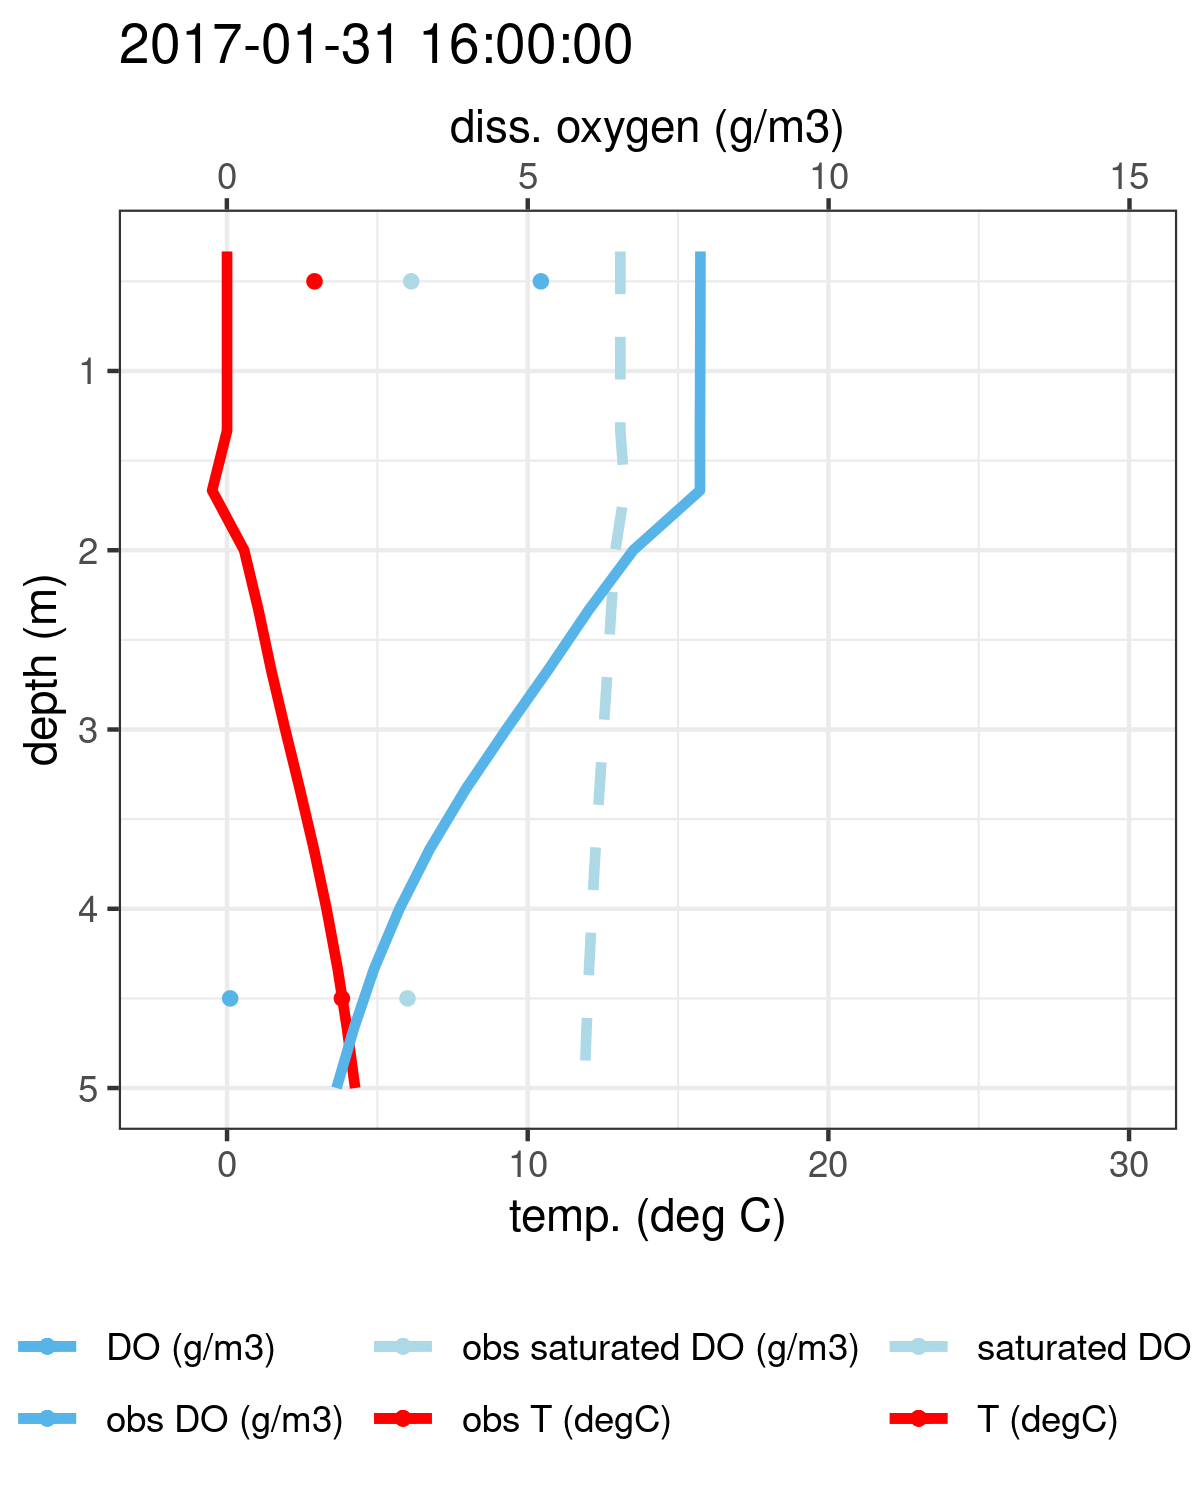 2017-01-31 16:00:00
diss. oxygen (g/m3)
0 5 10 15
depth (m)
1
2
3
4
5
0 10 20 30
temp. (deg C)
DO (g/m3) obs saturated DO (g/m3) saturated DO
obs DO (g/m3) obs T (degC) T (degC)